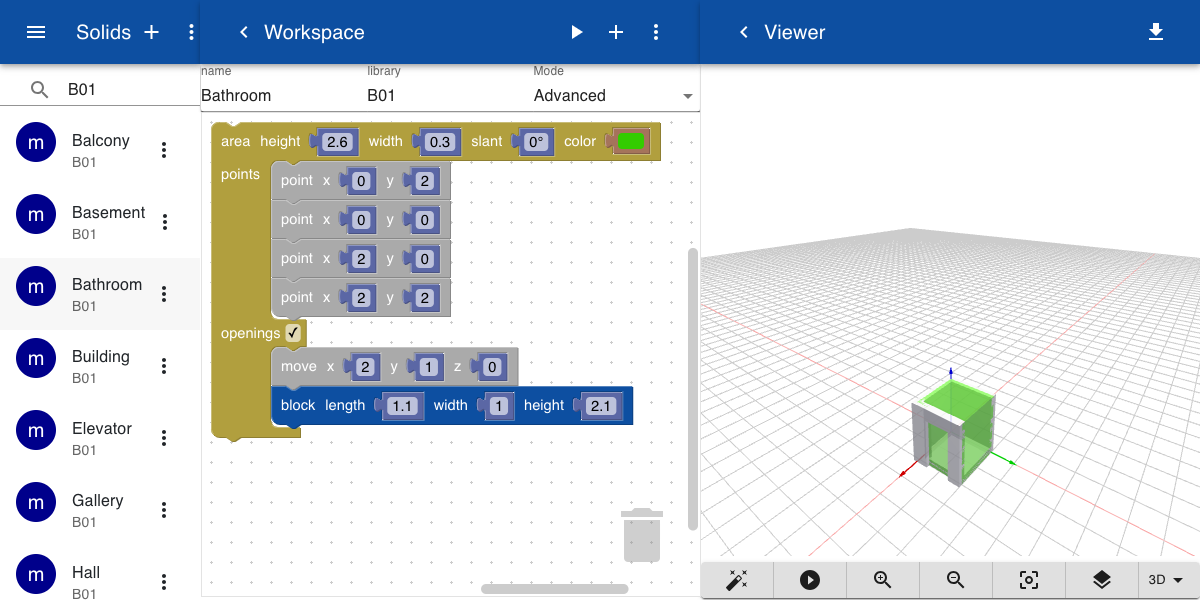 Solids
Workspace
Viewer
B01
name library Mode
Bathroom B01 Advanced
m Balcony
B01
m Basement
B01
m Bathroom
B01
m Building
B01
m Elevator
B01
m Gallery
B01
m Hall
B01
area height 2.6 width 0.3 slant 0° color
points point x 0 y 2
point x 0 y 0
point x 2 y 0
point x 2 y 2
openings ✓
move x 2 y 1 z 0
block length 1.1 width 1 height 2.1
3D